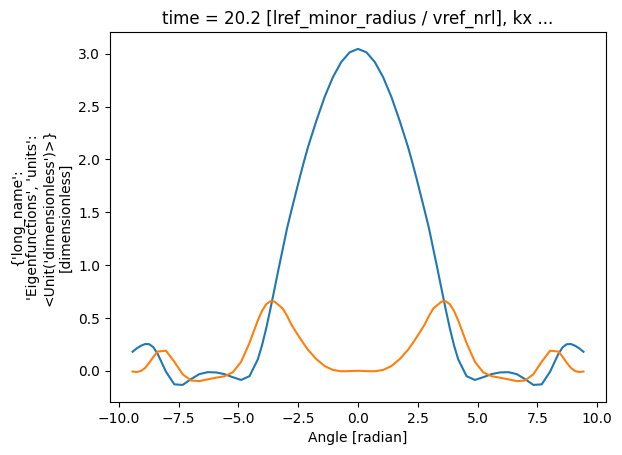 time = 20.2 [lref_minor_radius / vref_nrl], kx ...
{'long_name':
'Eigenfunctions', 'units':
<Unit('dimensionless')>}
[dimensionless]
3.0
2.5
2.0
1.5
1.0
0.5
0.0
−10.0 −7.5 −5.0 −2.5 0.0 2.5 5.0 7.5 10.0
Angle [radian]